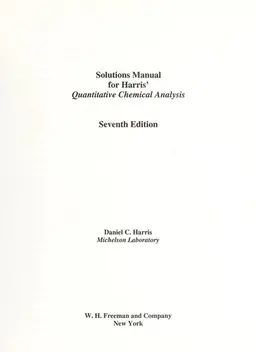 Solutions Manual
for Harris'
Quantitative Chemical Analysis
Seventh Edition
Daniel C. Harris
Michelson Laboratory
W. H. Freeman and Company
New York